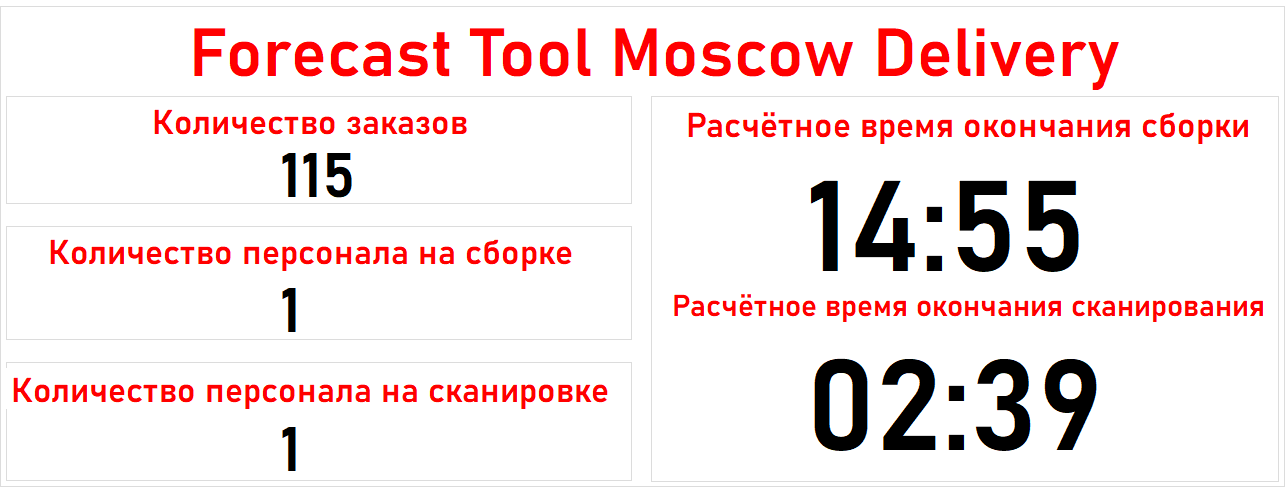 Forecast Tool Moscow Delivery
Количество заказов
115
Количество персонала на сборке
1
Количество персонала на сканировке
1
Расчётное время окончания сборки
14:55
Расчётное время окончания сканирования
02:39